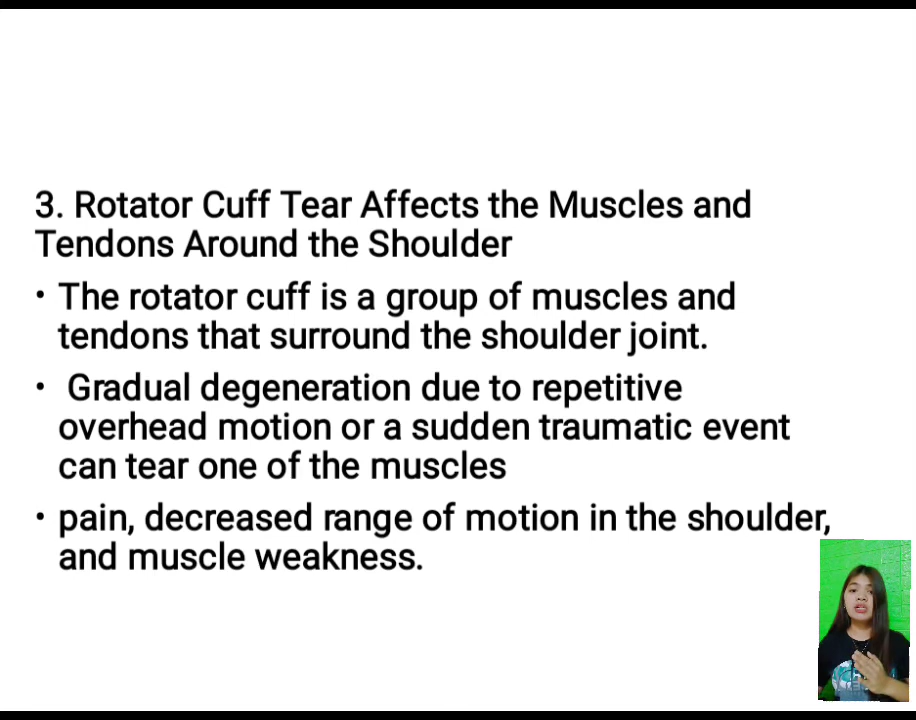 3. Rotator Cuff Tear Affects the Muscles and
Tendons Around the Shoulder
• The rotator cuff is a group of muscles and
tendons that surround the shoulder joint.
• Gradual degeneration due to repetitive
overhead motion or a sudden traumatic event
can tear one of the muscles
• pain, decreased range of motion in the shoulder,
and muscle weakness.